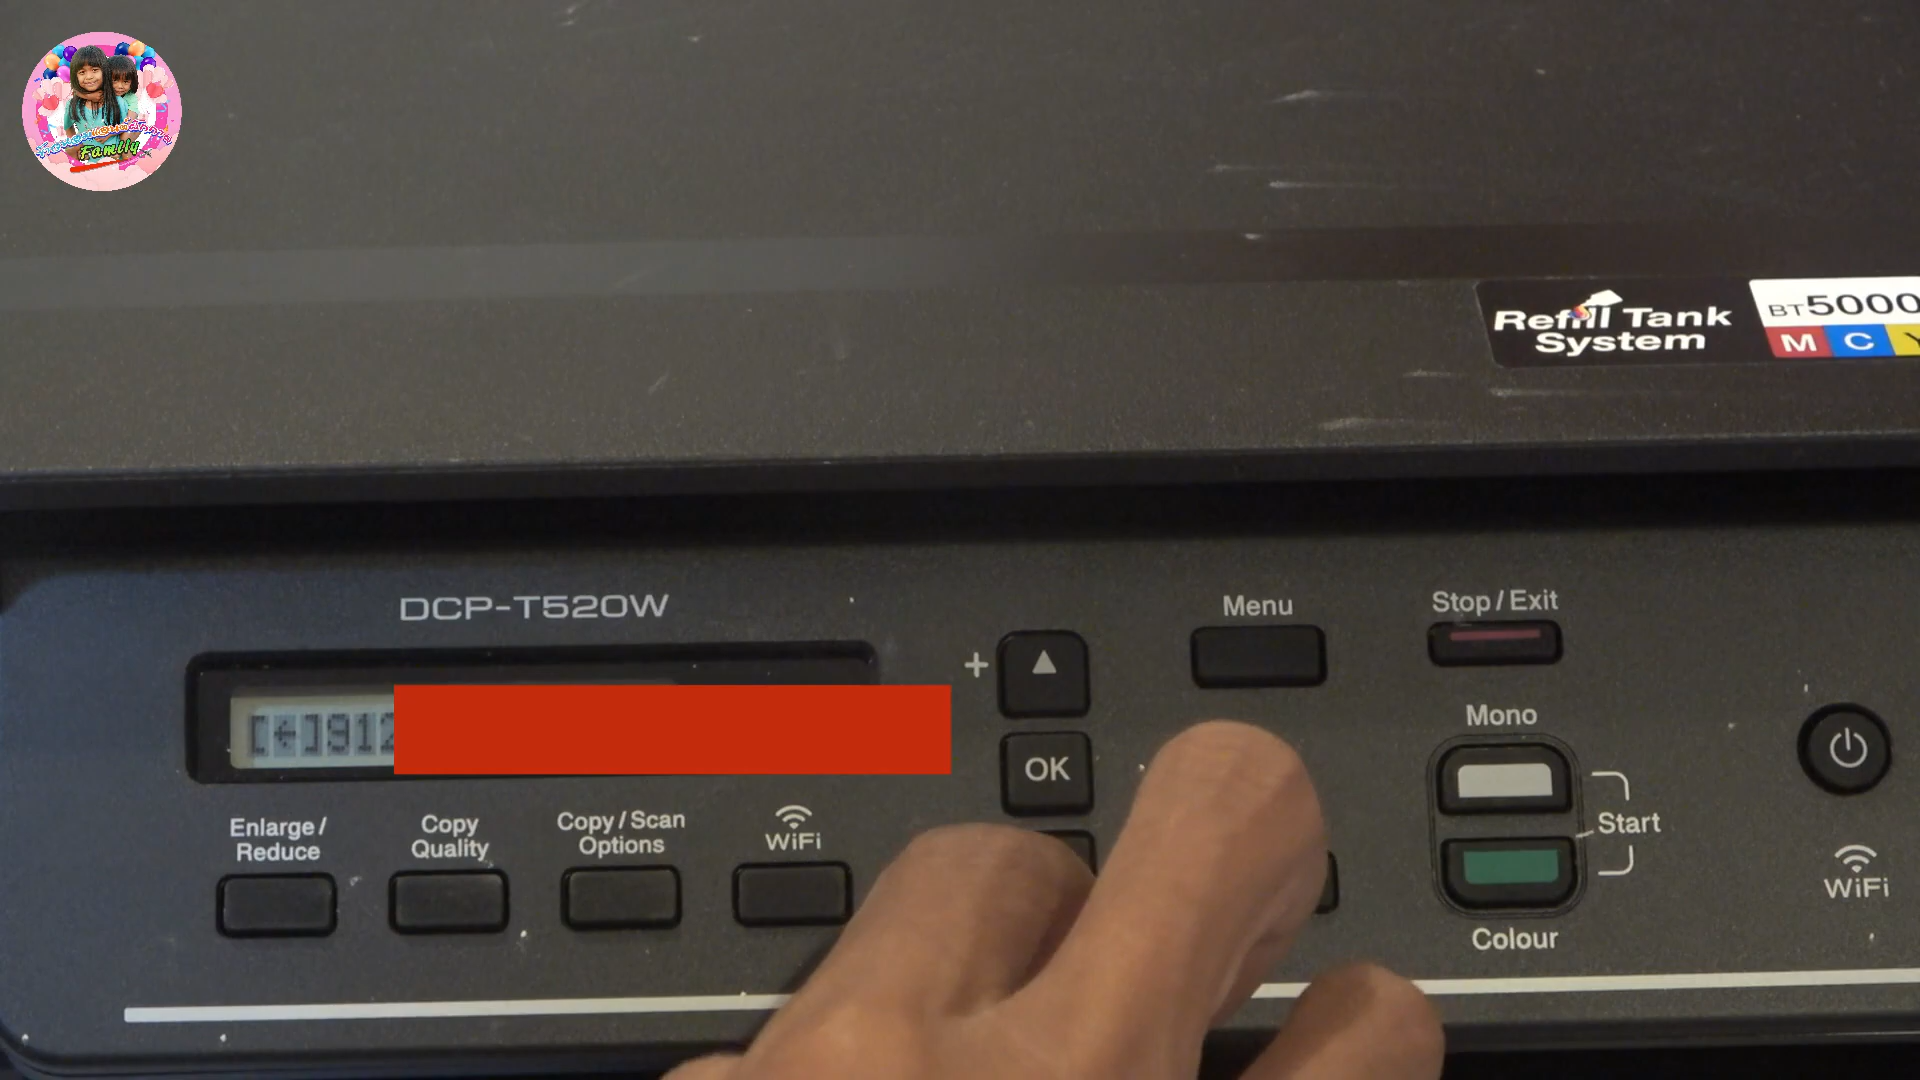 Family
Refill Tank
System
BT5000
M C Y
DCP-T520W
Menu
Stop/Exit
+
[←]912
OK
Mono
Start
Enlarge/
Reduce
Copy
Quality
Copy/Scan
Options
WiFi
WiFi
Colour